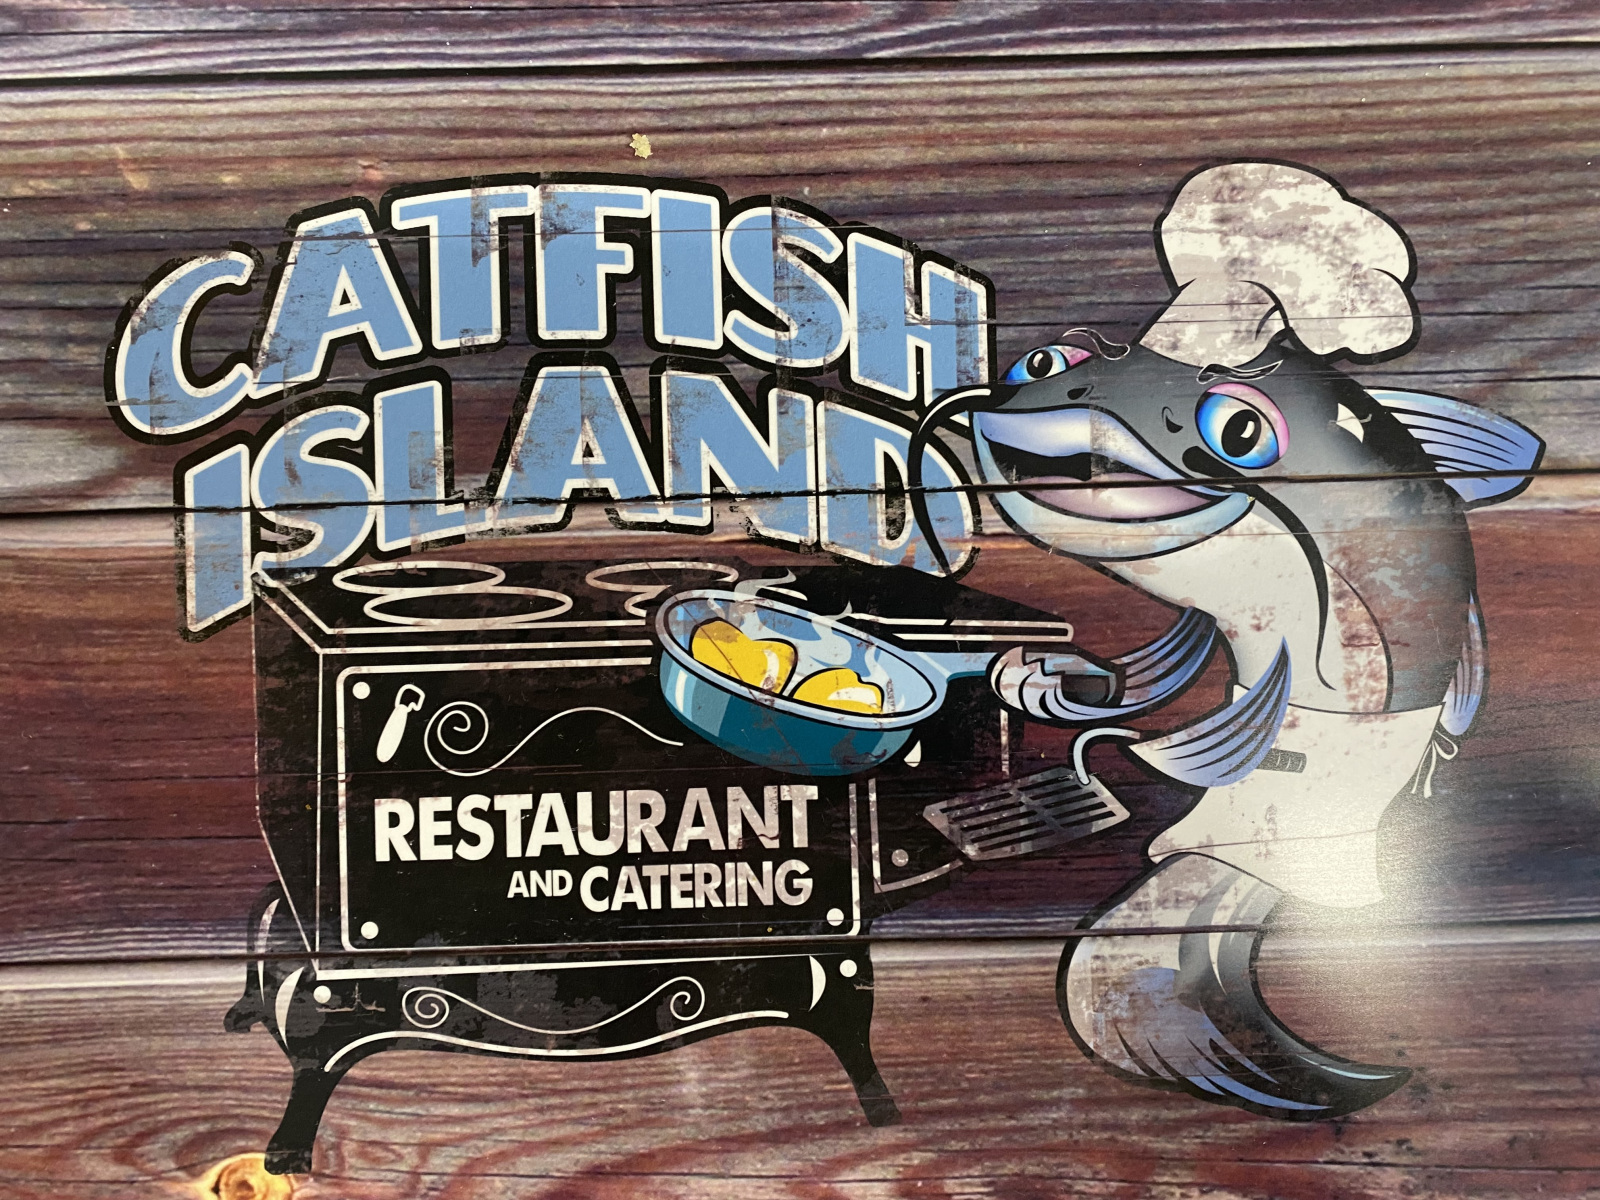 CATFISH
ISLAND
RESTAURANT
AND CATERING